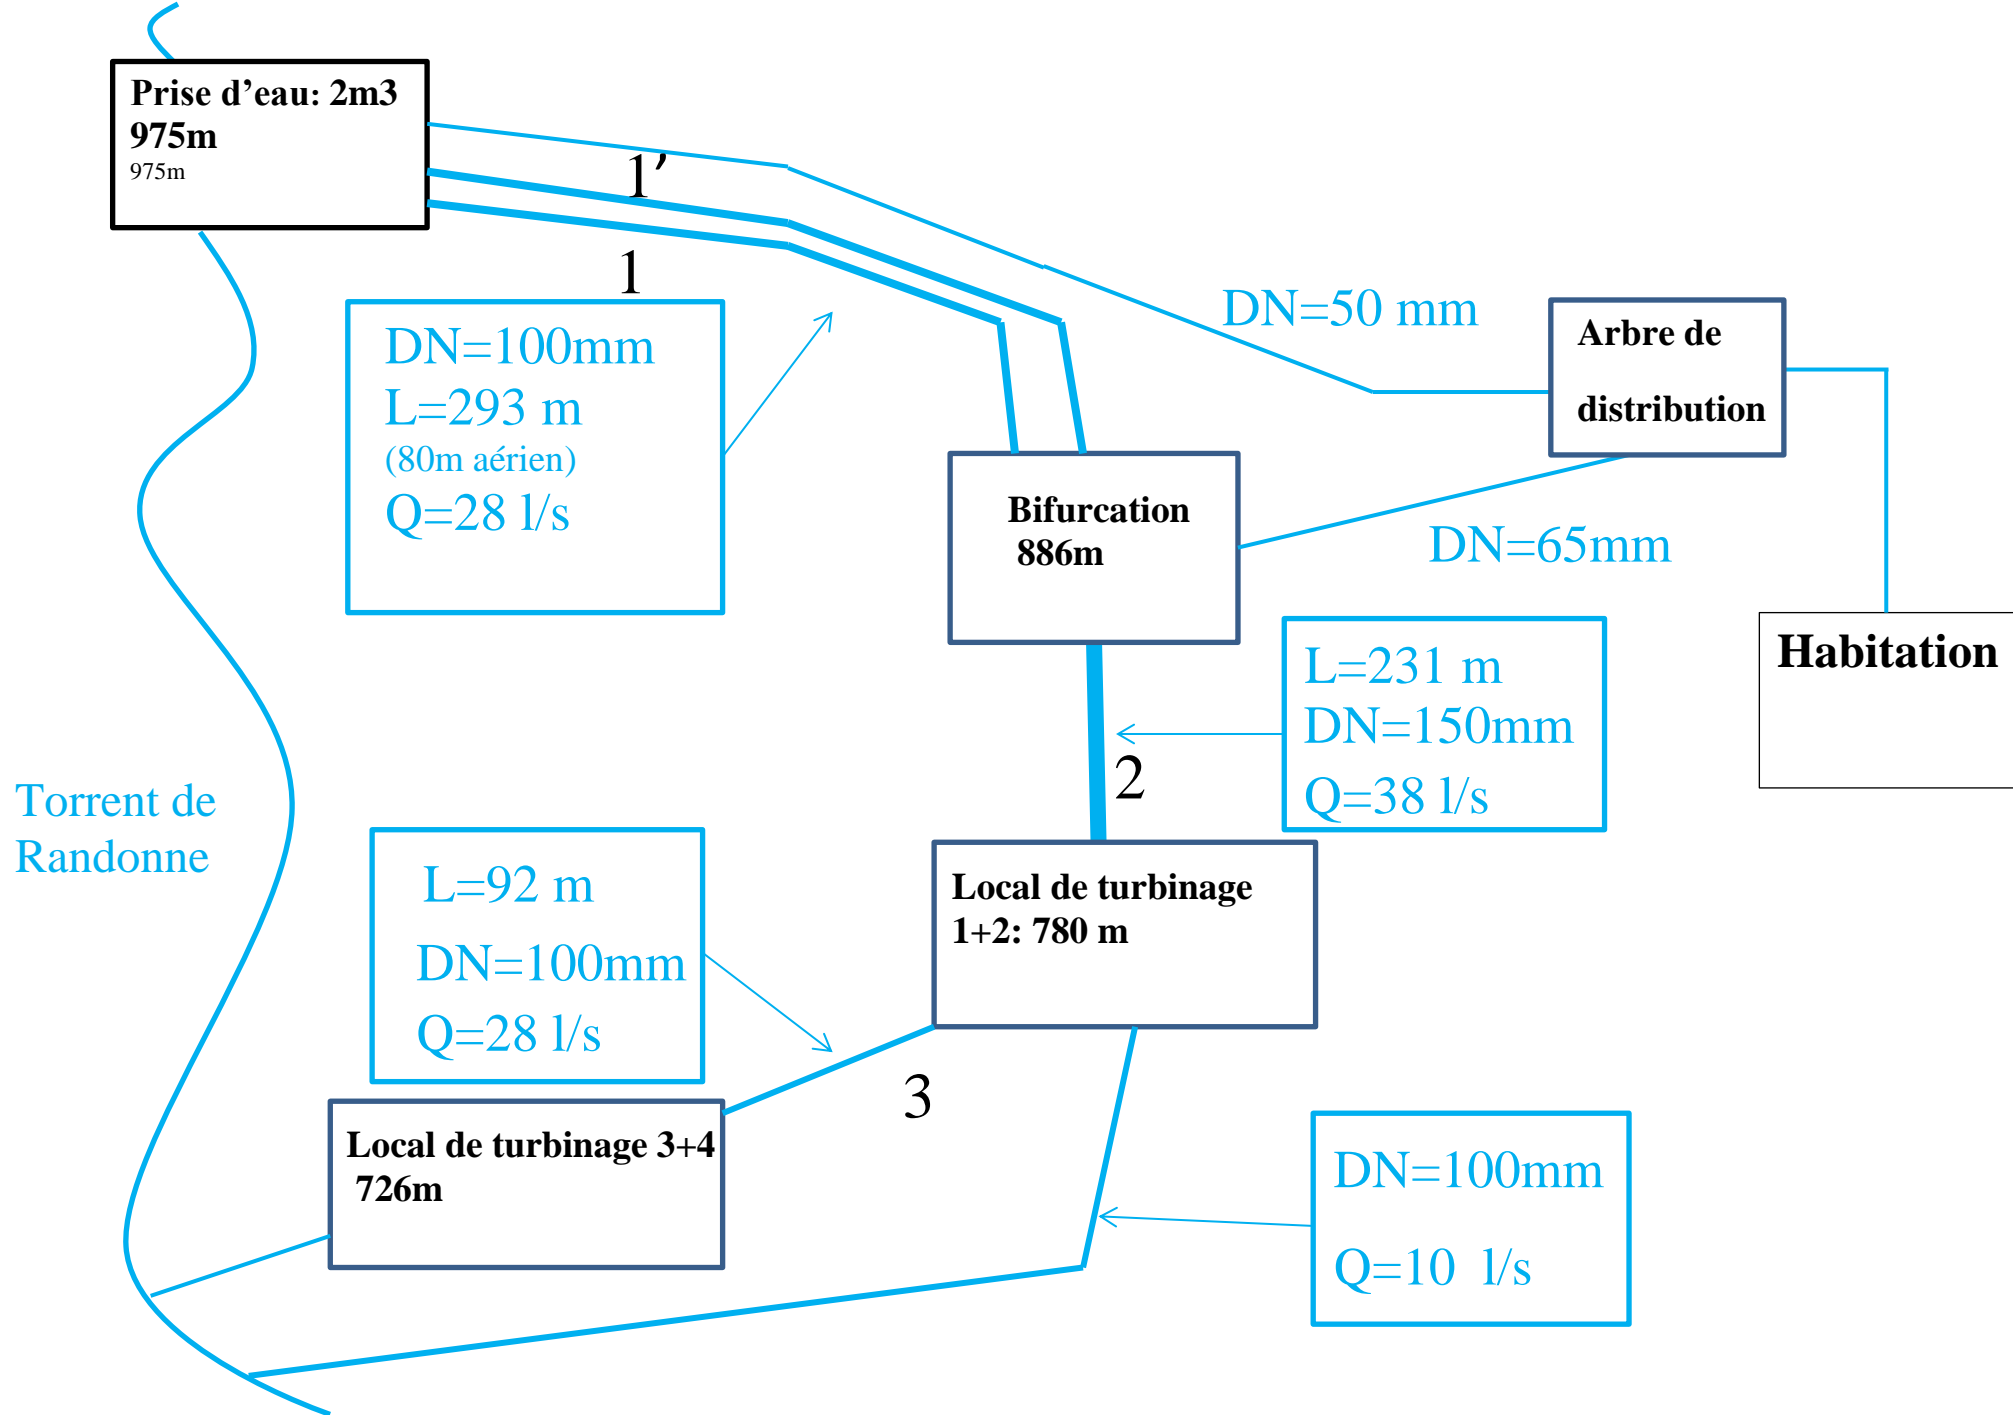 Prise d’eau: 2m3
975m
975m
1’
1
DN=100mm
L=293 m
(80m aérien)
Q=28 l/s
DN=50 mm
Arbre de
distribution
Bifurcation
886m
DN=65mm
Habitation
L=231 m
DN=150mm
Q=38 l/s
2
Torrent de
Randonne
L=92 m
DN=100mm
Q=28 l/s
Local de turbinage
1+2: 780 m
3
Local de turbinage 3+4
726m
DN=100mm
Q=10 l/s